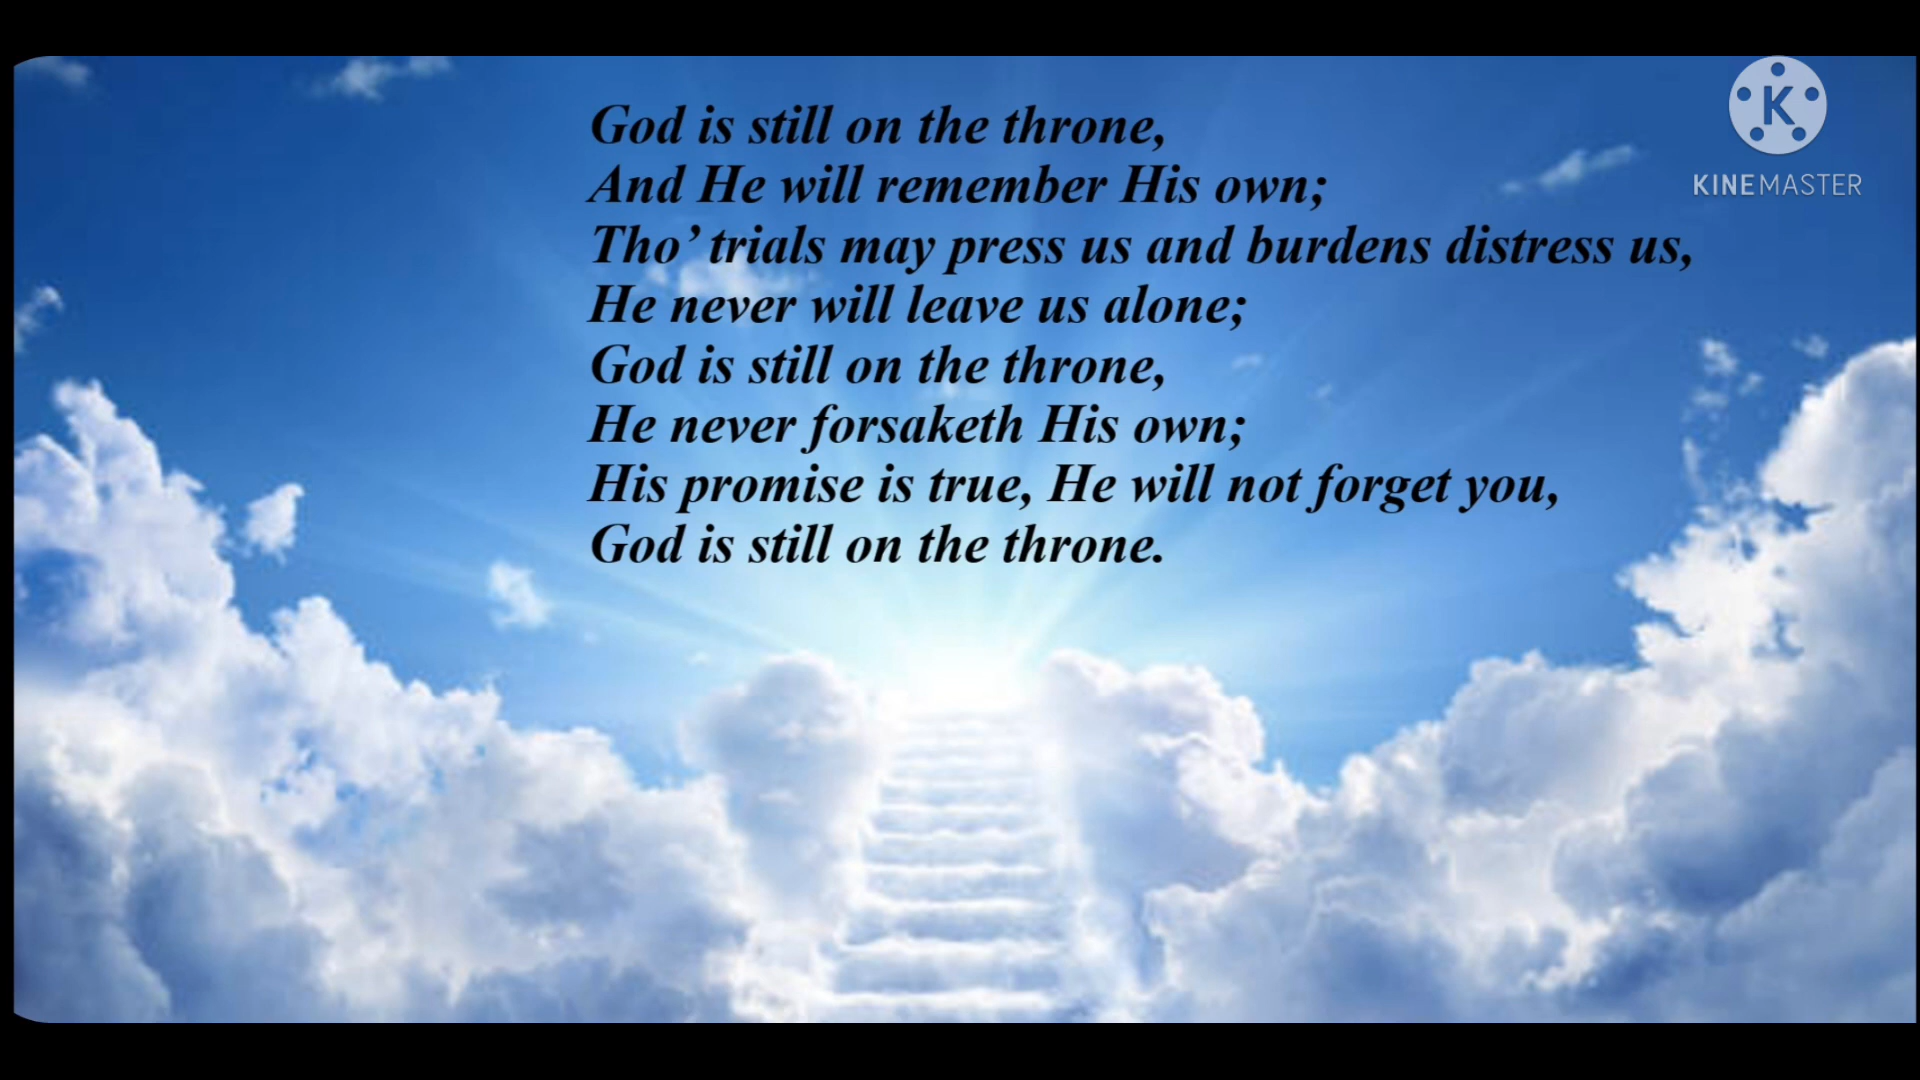 God is still on the throne,
And He will remember His own;
Tho’ trials may press us and burdens distress us,
He never will leave us alone;
God is still on the throne,
He never forsaketh His own;
His promise is true, He will not forget you,
God is still on the throne.
K
KINEMASTER